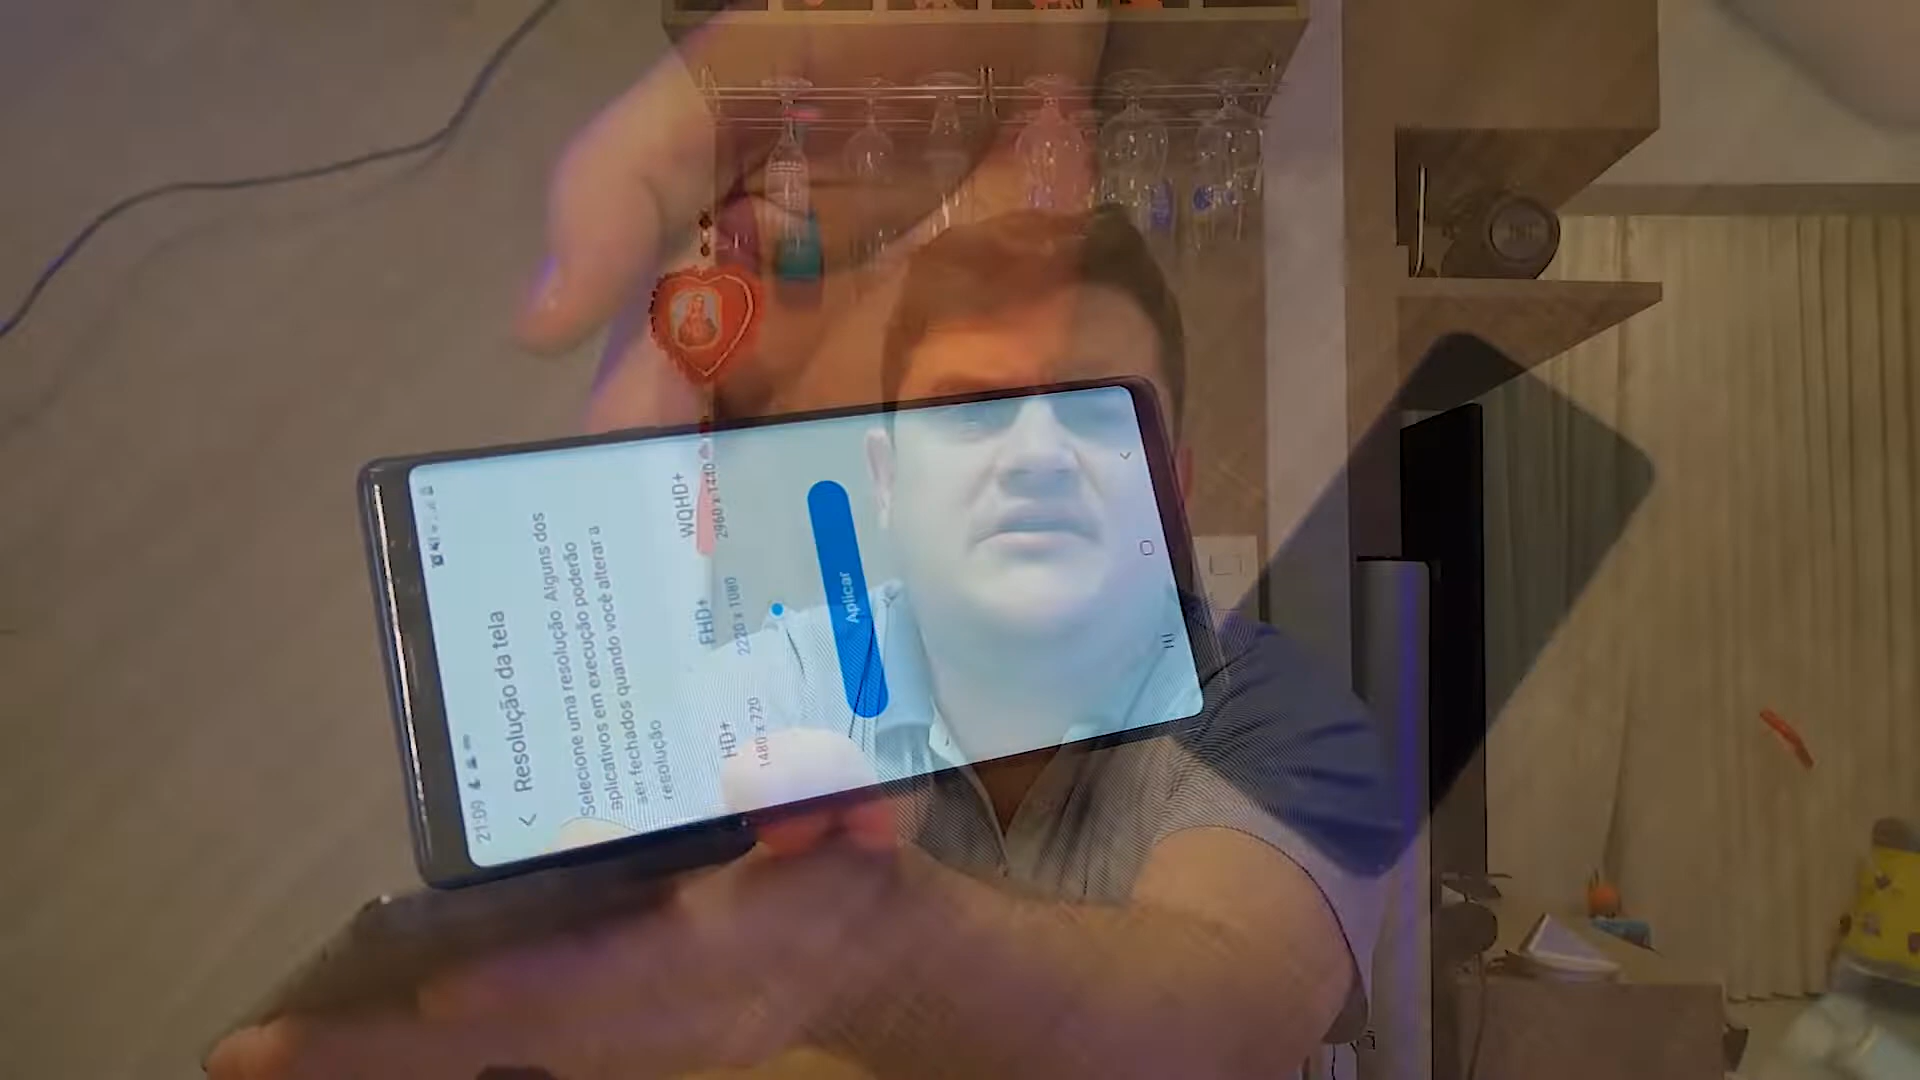 21:09
Resolução da tela
Selecione uma resolução. Alguns dos
aplicativos em execução poderão
ser fechados quando você alterar a
resolução
HD+
FHD+
WQHD+
1480 x 720
2220 x 1080
2960 x 1440
Aplicar